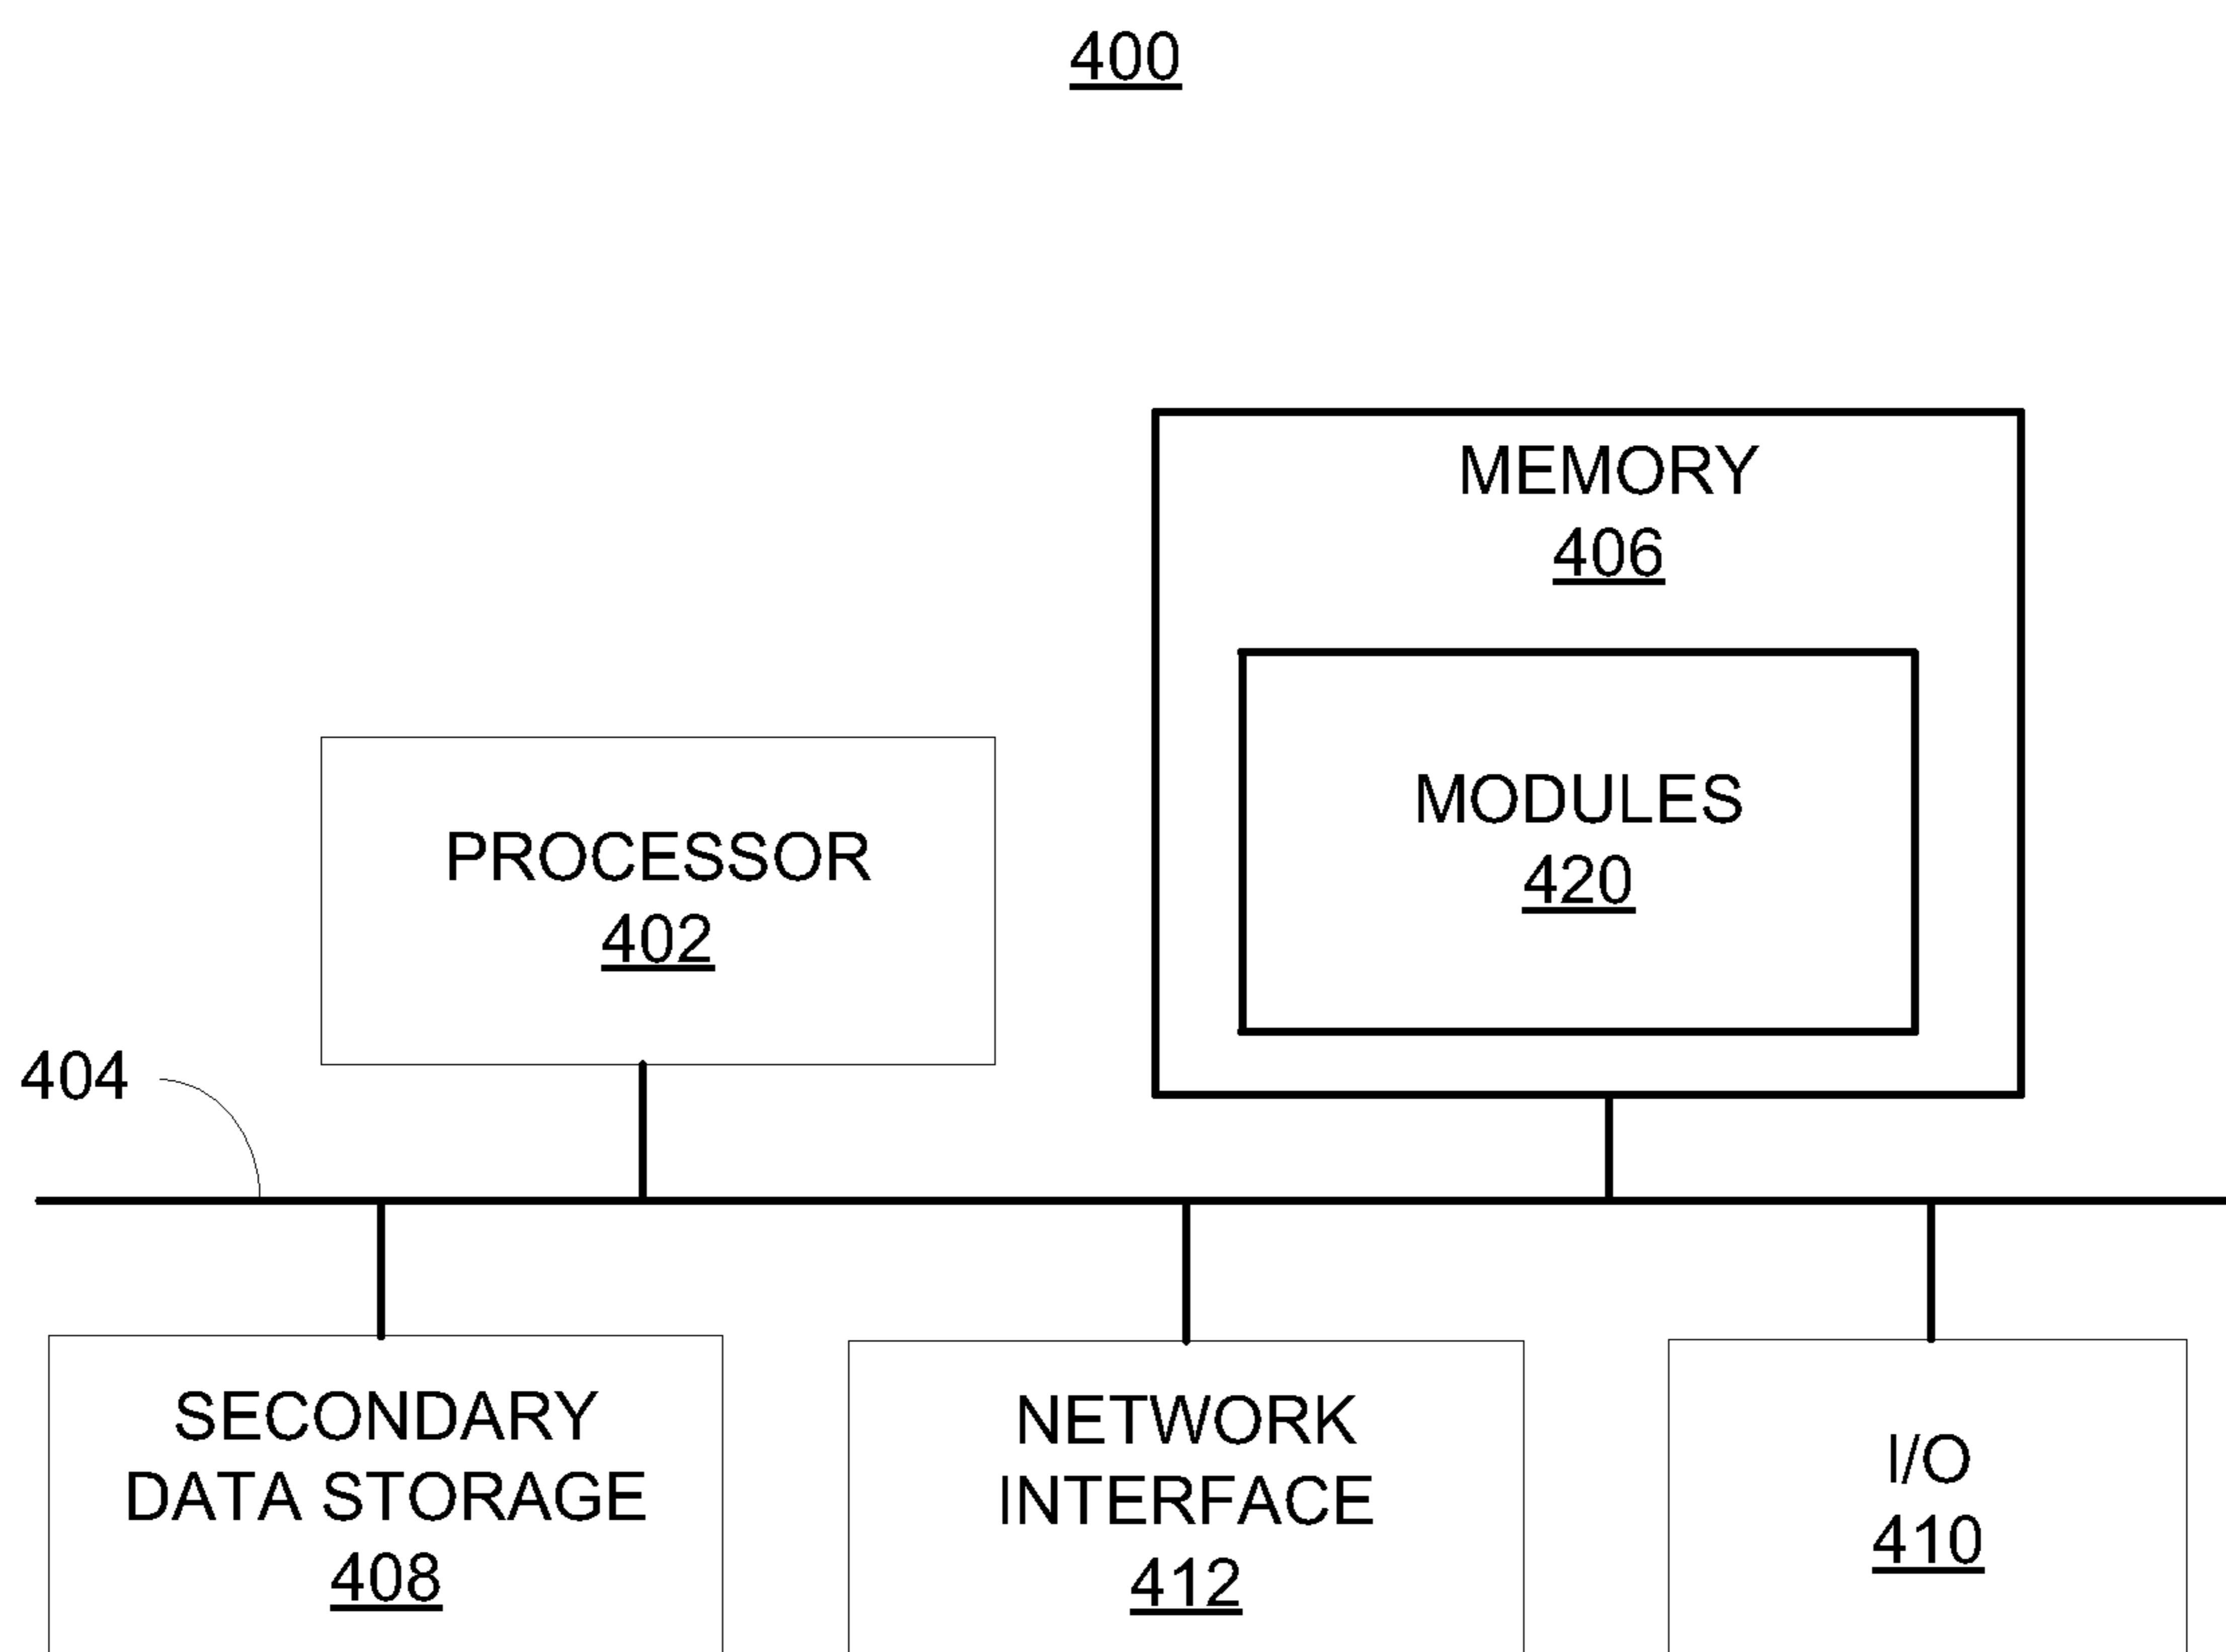 400
MEMORY
406
MODULES
420
PROCESSOR
402
404
SECONDARY
DATA STORAGE
408
NETWORK
INTERFACE
412
I/O
410